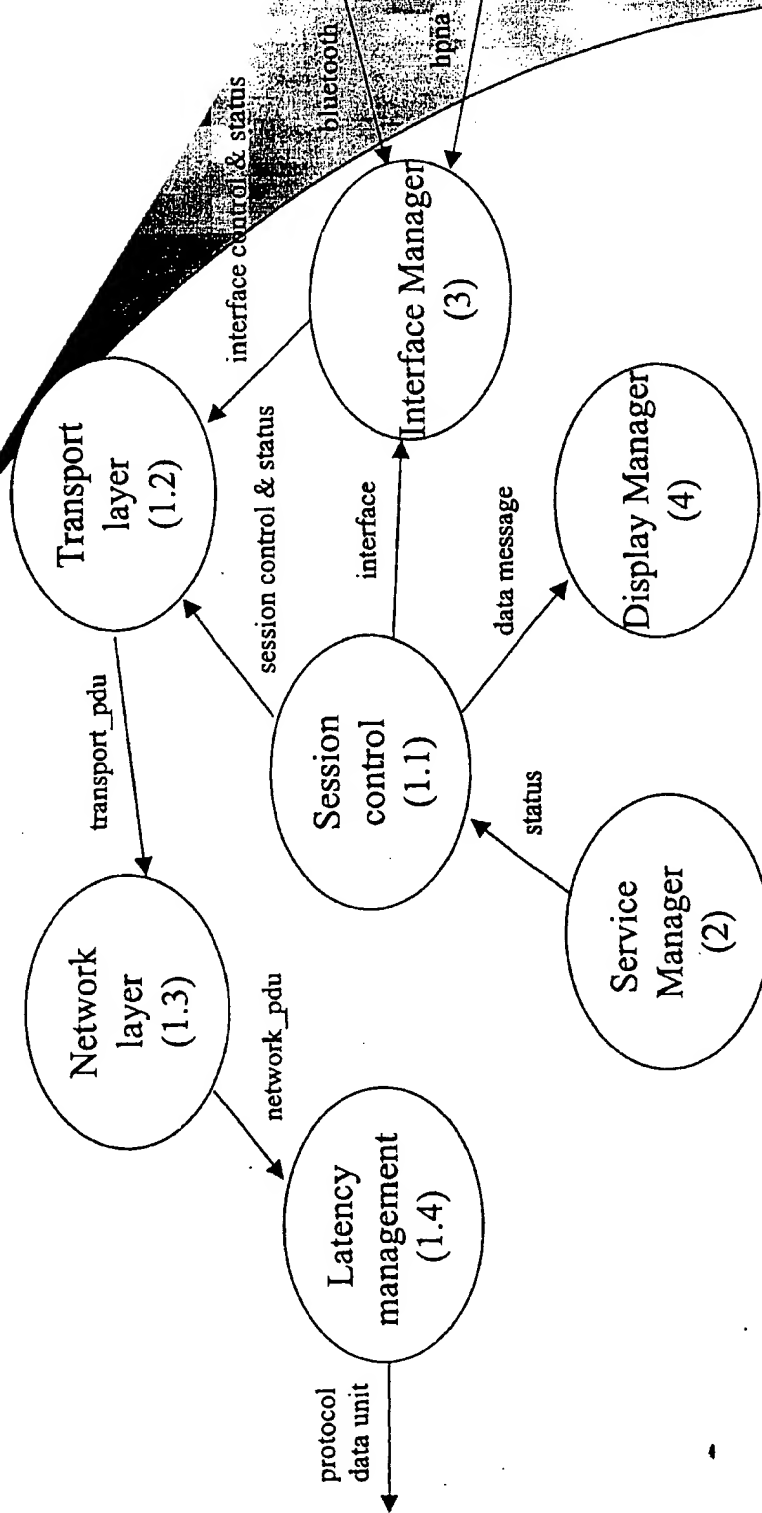 protocol
data unit
Latency
management
(1.4)
network_pdu
Network
layer
(1.3)
transport_pdu
Transport
layer
(1.2)
session control & status
interface control & status
Session
control
(1.1)
interface
Interface Manager
(3)
bluetooth
hpna
status
Service
Manager
(2)
data message
Display Manager
(4)